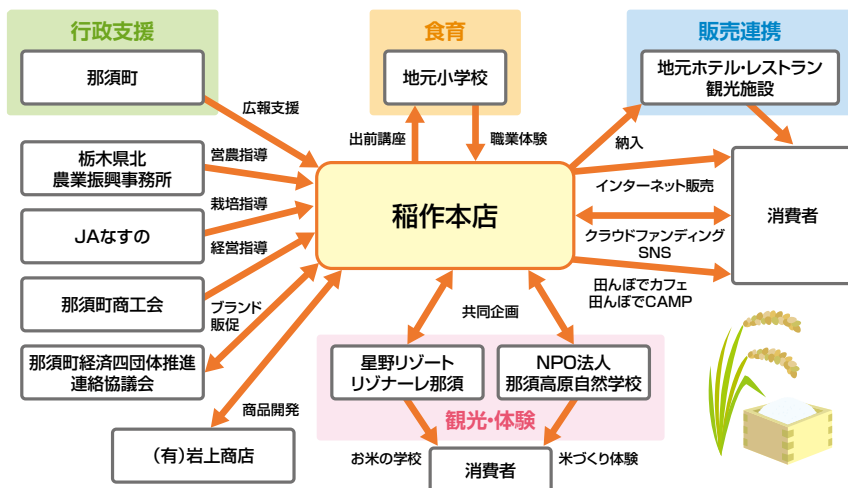 行政支援
那須町
広報支援
食育
地元小学校
出前講座
職業体験
販売連携
地元ホテル・レストラン
観光施設
納入
栃木県北
農業振興事務所
営農指導
JAなすの
栽培指導
那須町商工会
経営指導
那須町経済四団体推進
連絡協議会
ブランド
販促
(有)岩上商店
商品開発
稲作本店
インターネット販売
クラウドファンディング
SNS
田んぼでカフェ
田んぼでCAMP
消費者
共同企画
星野リゾート
リゾナーレ那須
NPO法人
那須高原自然学校
観光・体験
お米の学校
米づくり体験
消費者